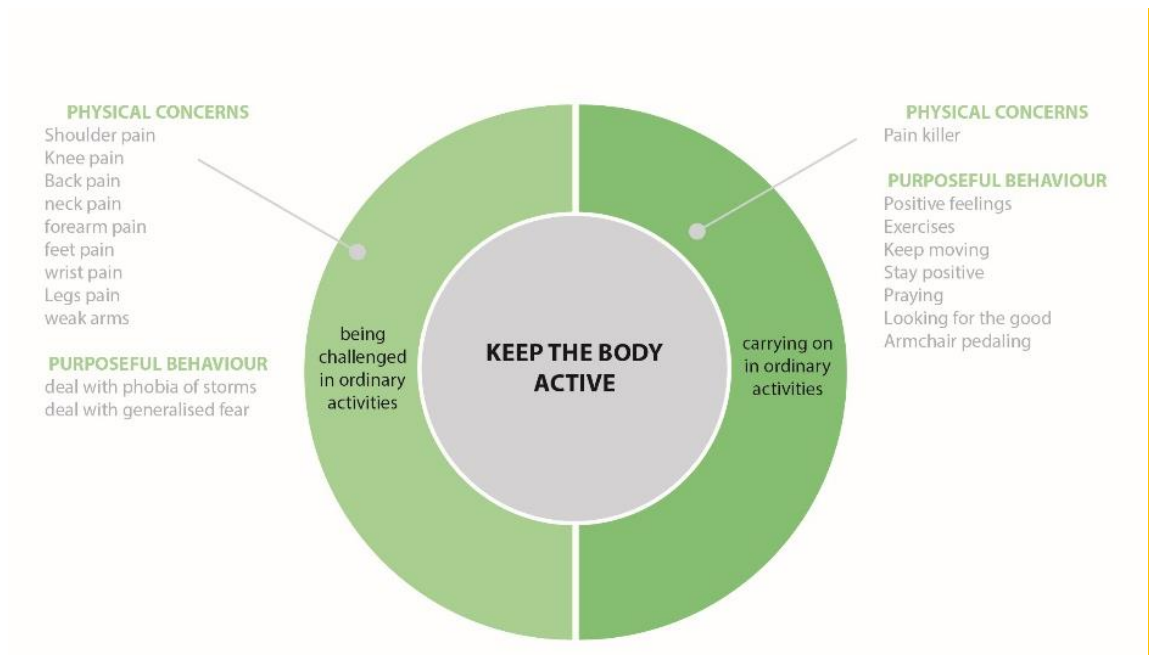 PHYSICAL CONCERNS
Shoulder pain
Knee pain
Back pain
neck pain
forearm pain
feet pain
wrist pain
Legs pain
weak arms
PURPOSEFUL BEHAVIOUR
deal with phobia of storms
deal with generalised fear
being
challenged
in ordinary
activities
KEEP THE BODY
ACTIVE
carrying on
in ordinary
activities
PHYSICAL CONCERNS
Pain killer
PURPOSEFUL BEHAVIOUR
Positive feelings
Exercises
Keep moving
Stay positive
Praying
Looking for the good
Armchair pedaling